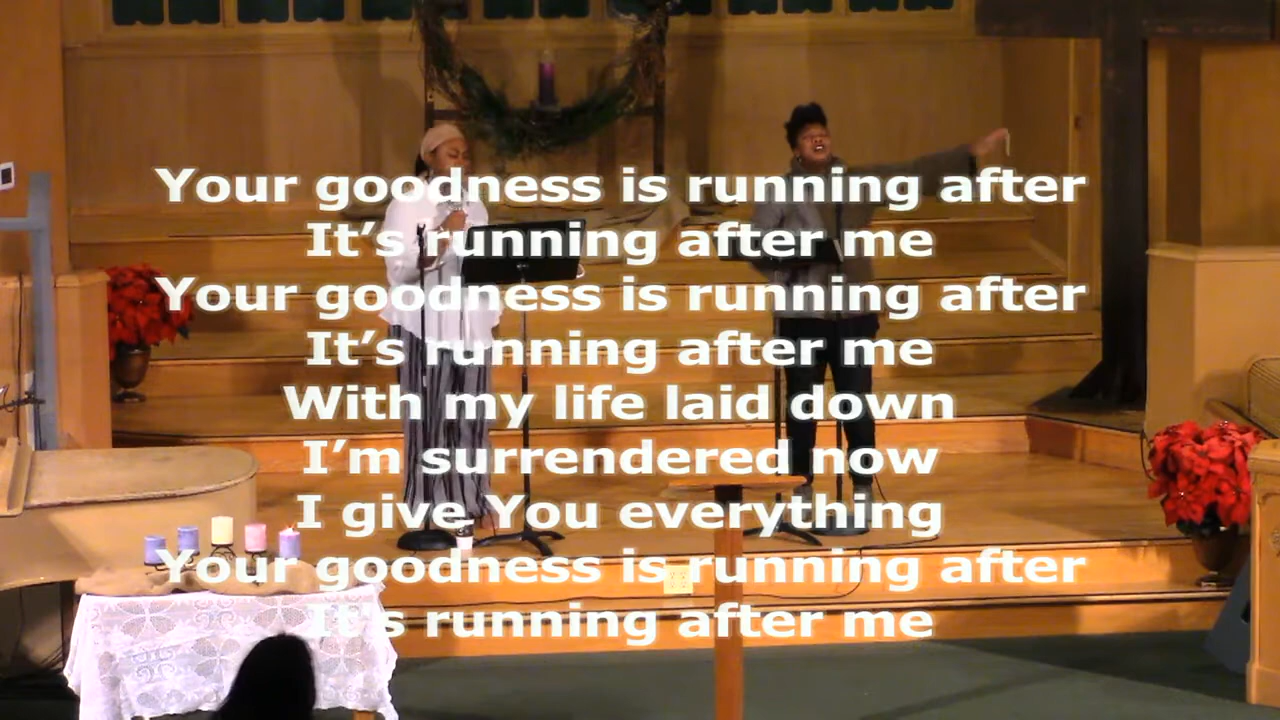 Your goodness is running after
It’s running after me
Your goodness is running after
It’s running after me
With my life laid down
I’m surrendered now
I give You everything
Your goodness is running after
It’s running after me